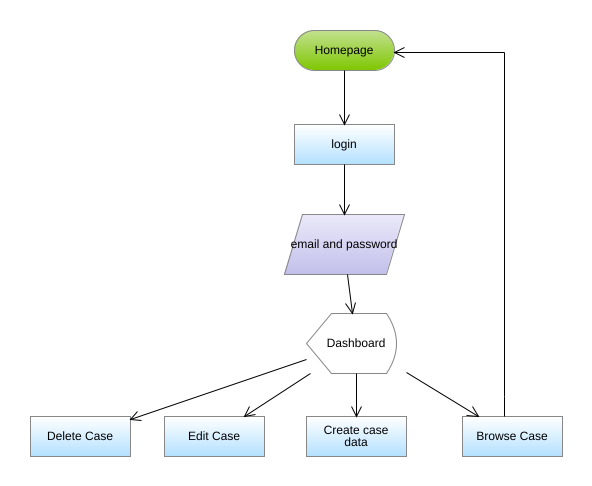 Homepage
login
email and password
Dashboard
Delete Case
Edit Case
Create case
data
Browse Case